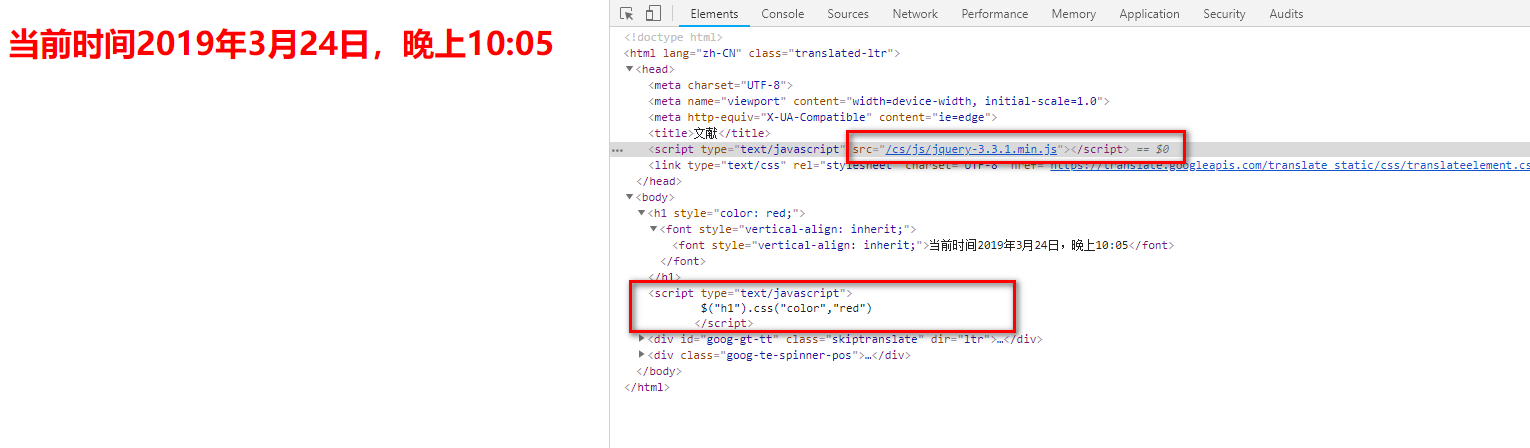 当前时间2019年3月24日，晚上10:05
Elements Console Sources Network Performance Memory Application Security Audits
<!doctype html>
<html lang="zh-CN" class="translated-ltr">
▼<head>
<meta charset="UTF-8">
<meta name="viewport" content="width=device-width, initial-scale=1.0">
<meta http-equiv="X-UA-Compatible" content="ie=edge">
<title>文献</title>
<script type="text/javascript" src="/cs/js/jquery-3.3.1.min.js"></script> == $0
<link type="text/css" rel="stylesheet" charset="UTF-8" href="https://translate.googleapis.com/translate_static/css/translateelement.cs
</head>
▼<body>
▼<h1 style="color: red;">
▼<font style="vertical-align: inherit;">
<font style="vertical-align: inherit;">当前时间2019年3月24日，晚上10:05</font>
</font>
</h1>
<script type="text/javascript">
$("h1").css("color","red")
</script>
▶<div id="goog-gt-tt" class="skiptranslate" dir="ltr">…</div>
▶<div class="goog-te-spinner-pos">…</div>
</body>
</html>